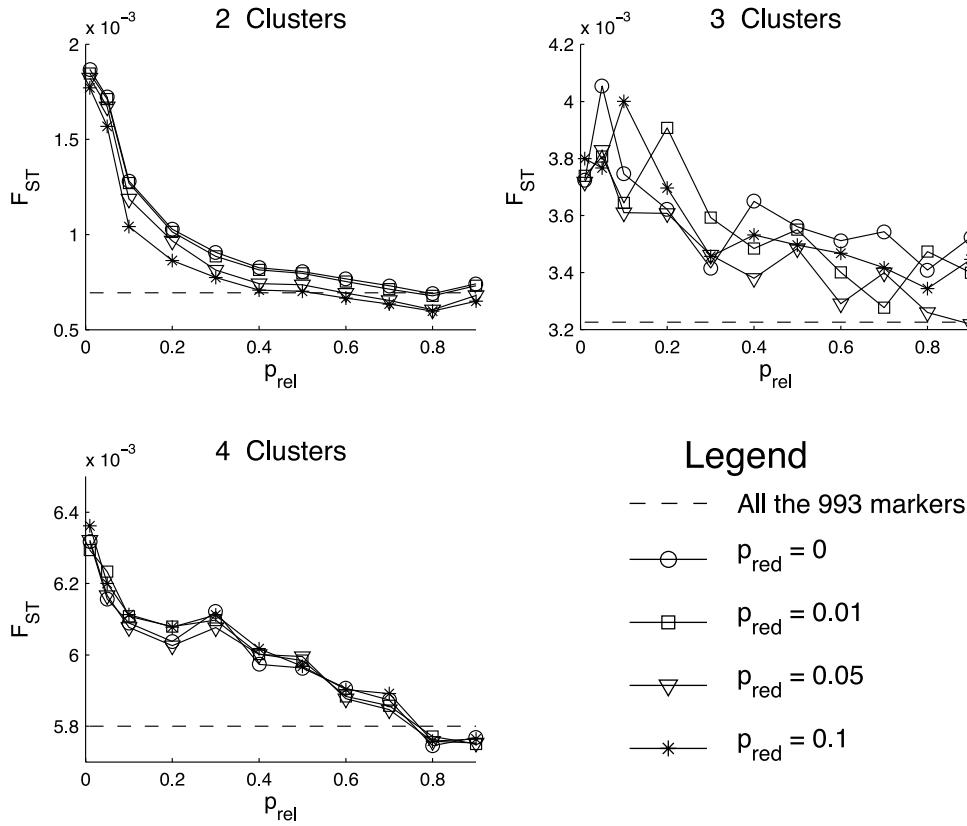 2 Clusters
x 10^-3
2
1.5
1
0.5
F_ST
0 0.2 0.4 0.6 0.8
p_rel
3 Clusters
x 10^-3
4.2
4
3.8
3.6
3.4
3.2
F_ST
0 0.2 0.4 0.6 0.8
p_rel
4 Clusters
x 10^-3
6.4
6.2
6
5.8
F_ST
0 0.2 0.4 0.6 0.8
p_rel
Legend
All the 993 markers
p_red = 0
p_red = 0.01
p_red = 0.05
p_red = 0.1